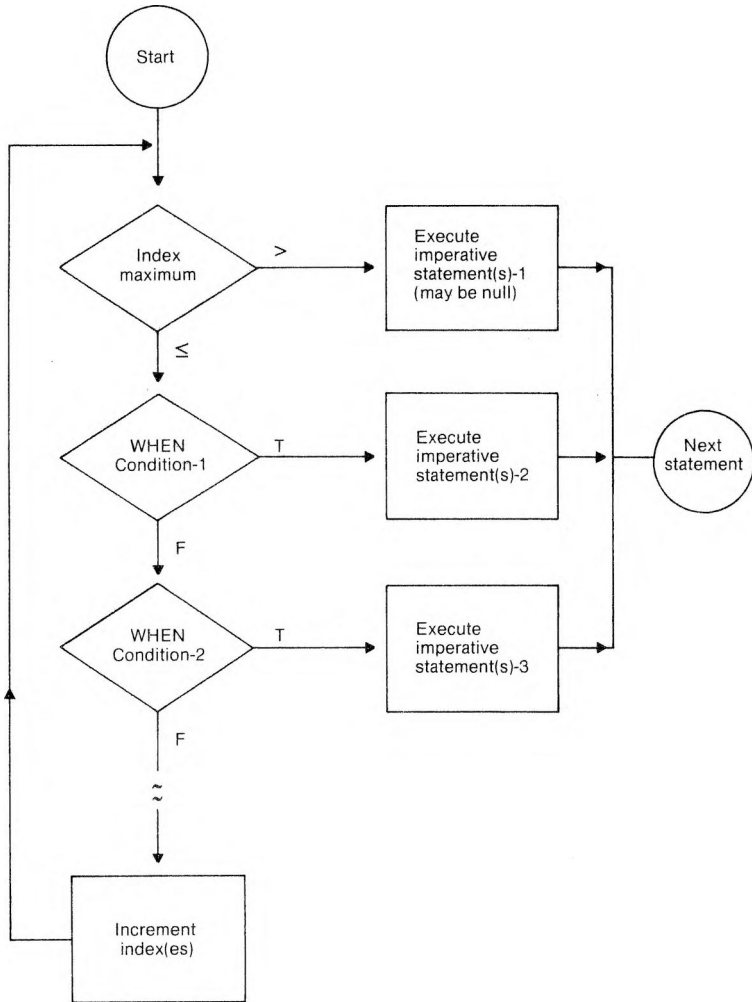 Start
Index
maximum
>
Execute
imperative
statement(s)-1
(may be null)
≤
WHEN
Condition-1
T
Execute
imperative
statement(s)-2
Next
statement
F
WHEN
Condition-2
T
Execute
imperative
statement(s)-3
F
Increment
index(es)